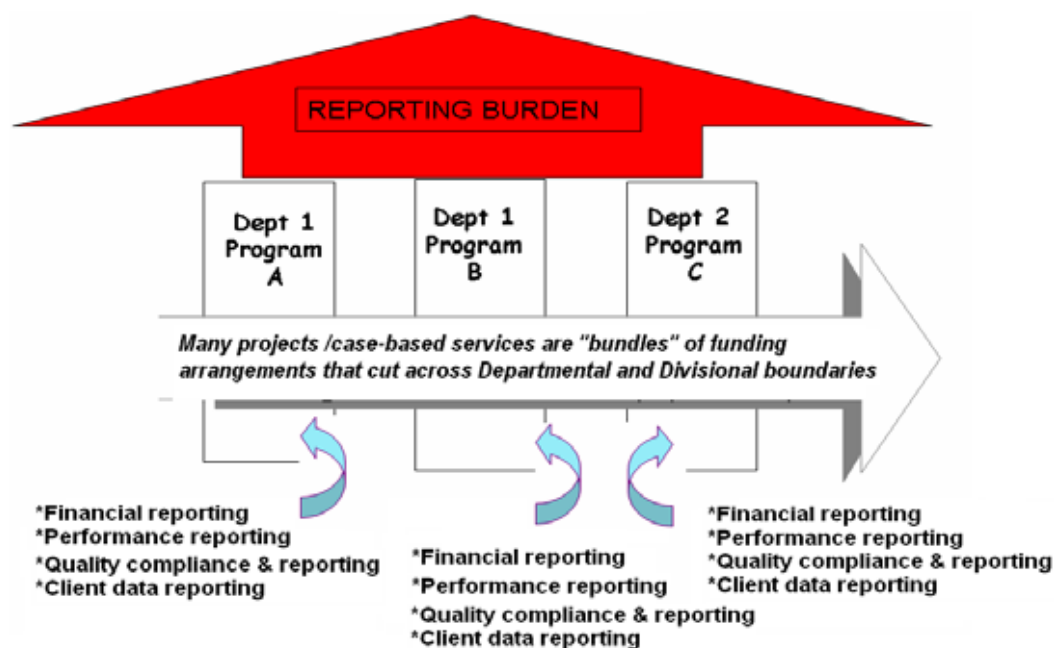 REPORTING BURDEN
Dept 1
Program
A
Dept 1
Program
B
Dept 2
Program
C
Many projects /case-based services are "bundles" of funding
arrangements that cut across Departmental and Divisional boundaries
*Financial reporting
*Performance reporting
*Quality compliance & reporting
*Client data reporting
*Financial reporting
*Performance reporting
*Quality compliance & reporting
*Client data reporting
*Financial reporting
*Performance reporting
*Quality compliance & reporting
*Client data reporting